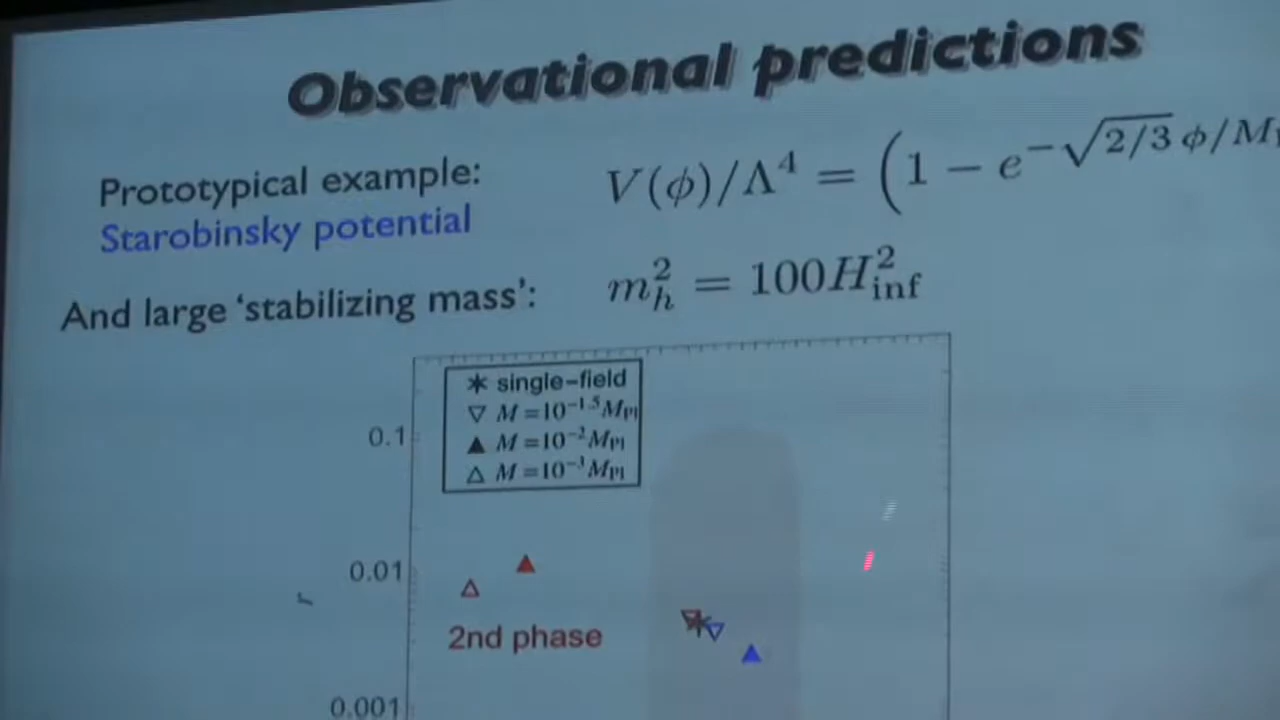 Observational predictions
Prototypical example:
V(ϕ)/Λ⁴ = (1 − e^{−√(2/3) ϕ/M
Starobinsky potential
And large ‘stabilizing mass’:
m_h² = 100H_inf²
* single−field
▽ M=10^{−1.5}M_Pl
▲ M=10^{−2}M_Pl
△ M=10^{−3}M_Pl
0.1
0.01
r
2nd phase
0.001